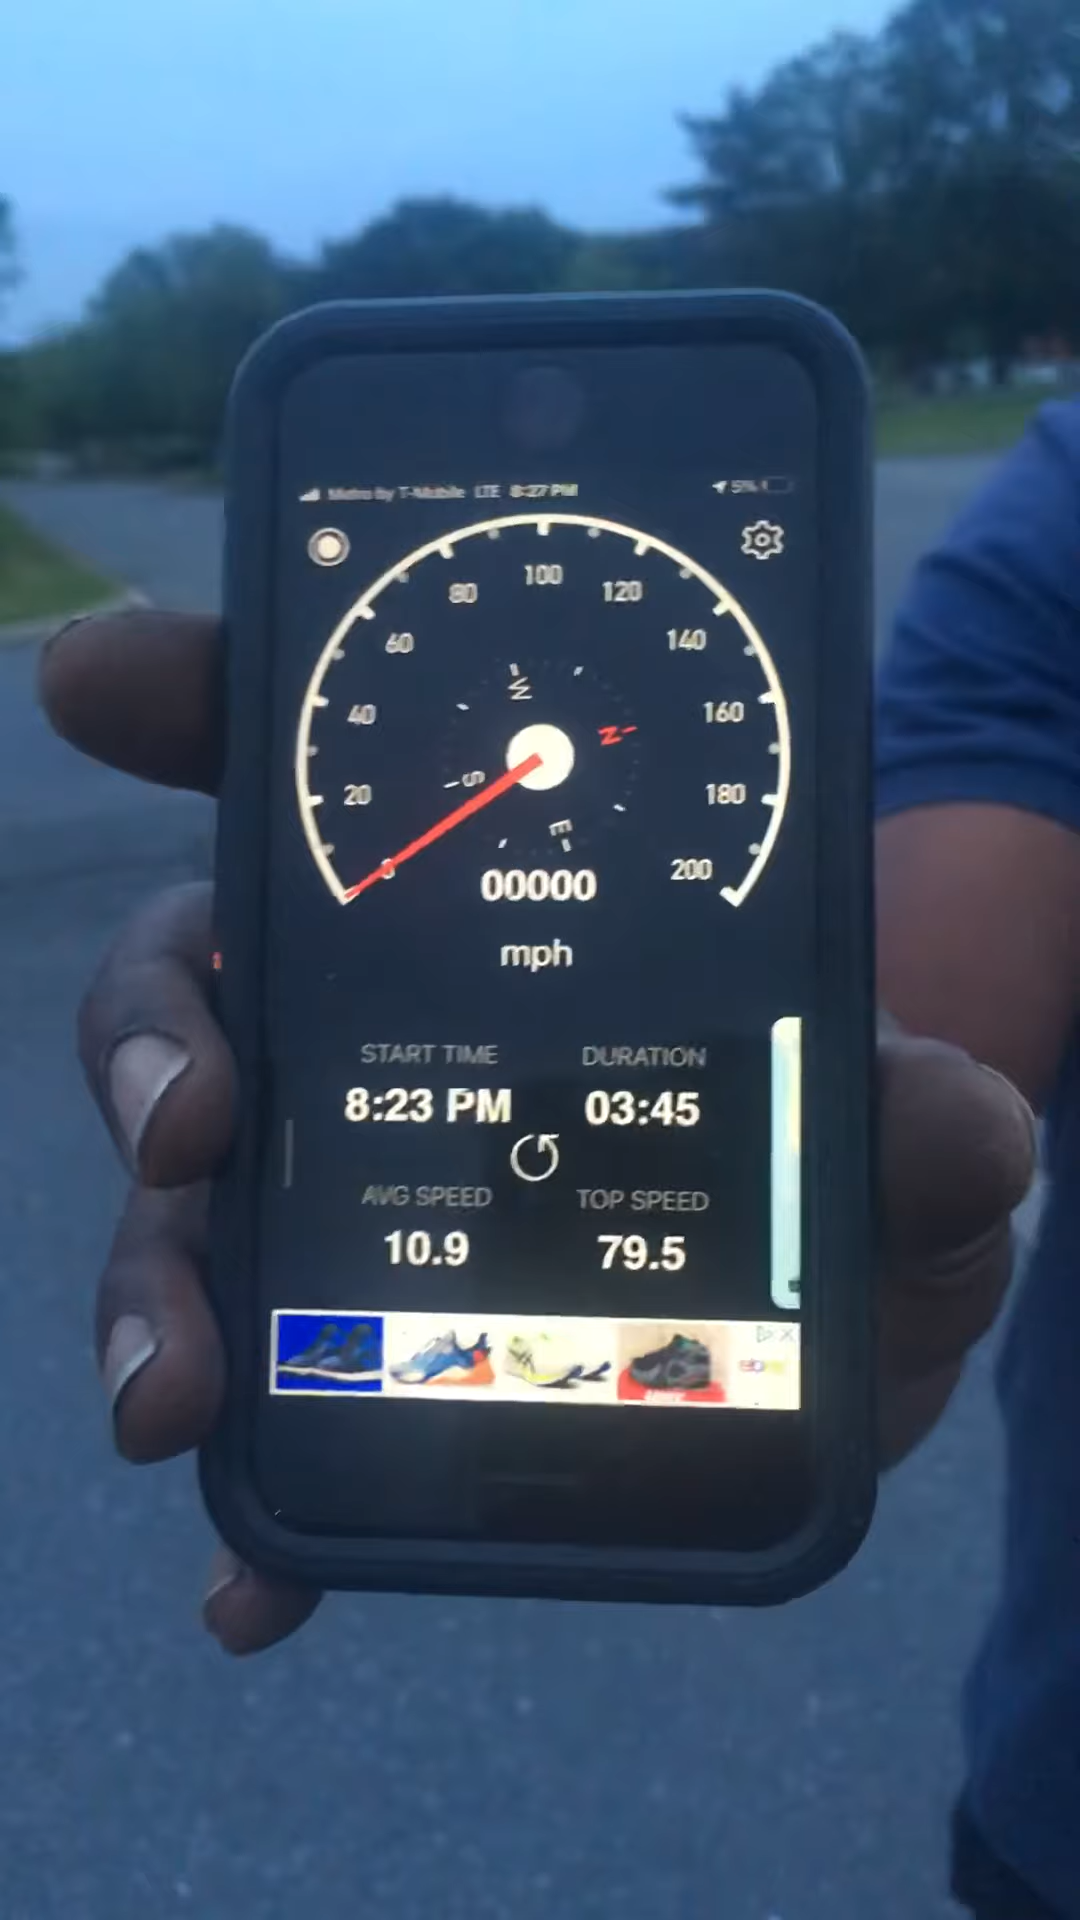 Metro by T-Mobile LTE 8:27 PM 5%
100
80 120
60 140
W
40 160
N
S
20 180
E
0 200
00000
mph
START TIME DURATION
8:23 PM 03:45
AVG SPEED TOP SPEED
10.9 79.5